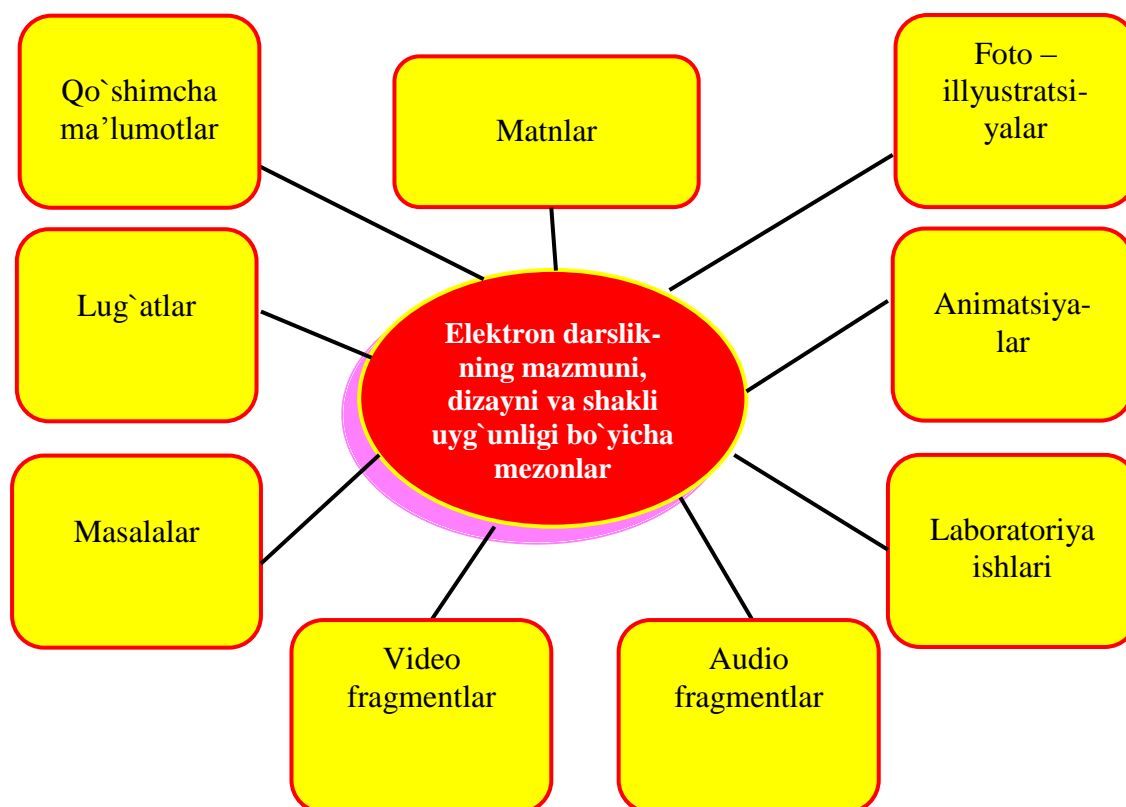 Qo`shimcha
ma’lumotlar
Matnlar
Foto –
illyustratsi-
yalar
Lug`atlar
Elektron darslik-
ning mazmuni,
dizayni va shakli
uyg`unligi bo`yicha
mezonlar
Animatsiya-
lar
Masalalar
Laboratoriya
ishlari
Video
fragmentlar
Audio
fragmentlar